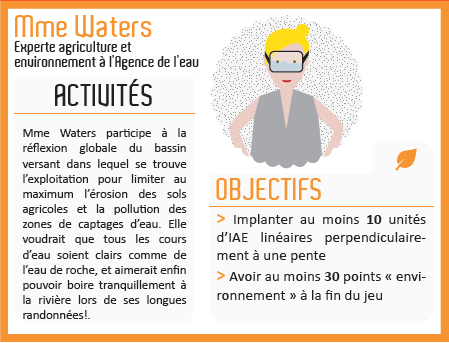 Mme Waters
Experte agriculture et
environnement à l'Agence de l'eau
ACTIVITÉS
Mme Waters participe à la
réflexion globale du bassin
versant dans lequel se trouve
l'exploitation pour limiter au
maximum l'érosion des sols
agricoles et la pollution des
zones de captages d'eau. Elle
voudrait que tous les cours
d'eau soient clairs comme de
l'eau de roche, et aimerait enfin
pouvoir boire tranquillement à
la rivière lors de ses longues
randonnées!.
OBJECTIFS
> Implanter au moins 10 unités
d'IAE linéaires perpendiculaire-
ment à une pente
> Avoir au moins 30 points « envi-
ronnement » à la fin du jeu